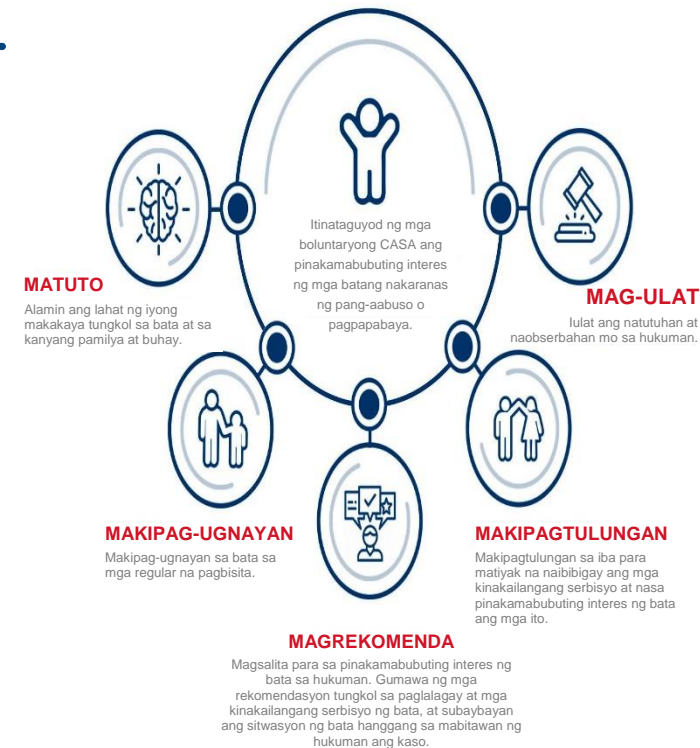 Itinataguyod ng mga
boluntaryong CASA ang
pinakamabubuting interes
ng mga batang nakaranas
ng pang-aabuso o
pagpapabaya.
MATUTO
Alamin ang lahat ng iyong
makakaya tungkol sa bata at sa
kanyang pamilya at buhay.
MAG-ULAT
Iulat ang natutuhan at
naobserbahan mo sa hukuman.
MAKIPAG-UGNAYAN
Makipag-ugnayan sa bata sa
mga regular na pagbisita.
MAKIPAGTULUNGAN
Makipagtulungan sa iba para
matiyak na naibibigay ang mga
kinakailangang serbisyo at nasa
pinakamabubuting interes ng bata
ang mga ito.
MAGREKOMENDA
Magsalita para sa pinakamabubuting interes ng
bata sa hukuman. Gumawa ng mga
rekomendasyon tungkol sa paglalagay at mga
kinakailangang serbisyo ng bata, at subaybayan
ang sitwasyon ng bata hanggang sa mabitawan ng
hukuman ang kaso.